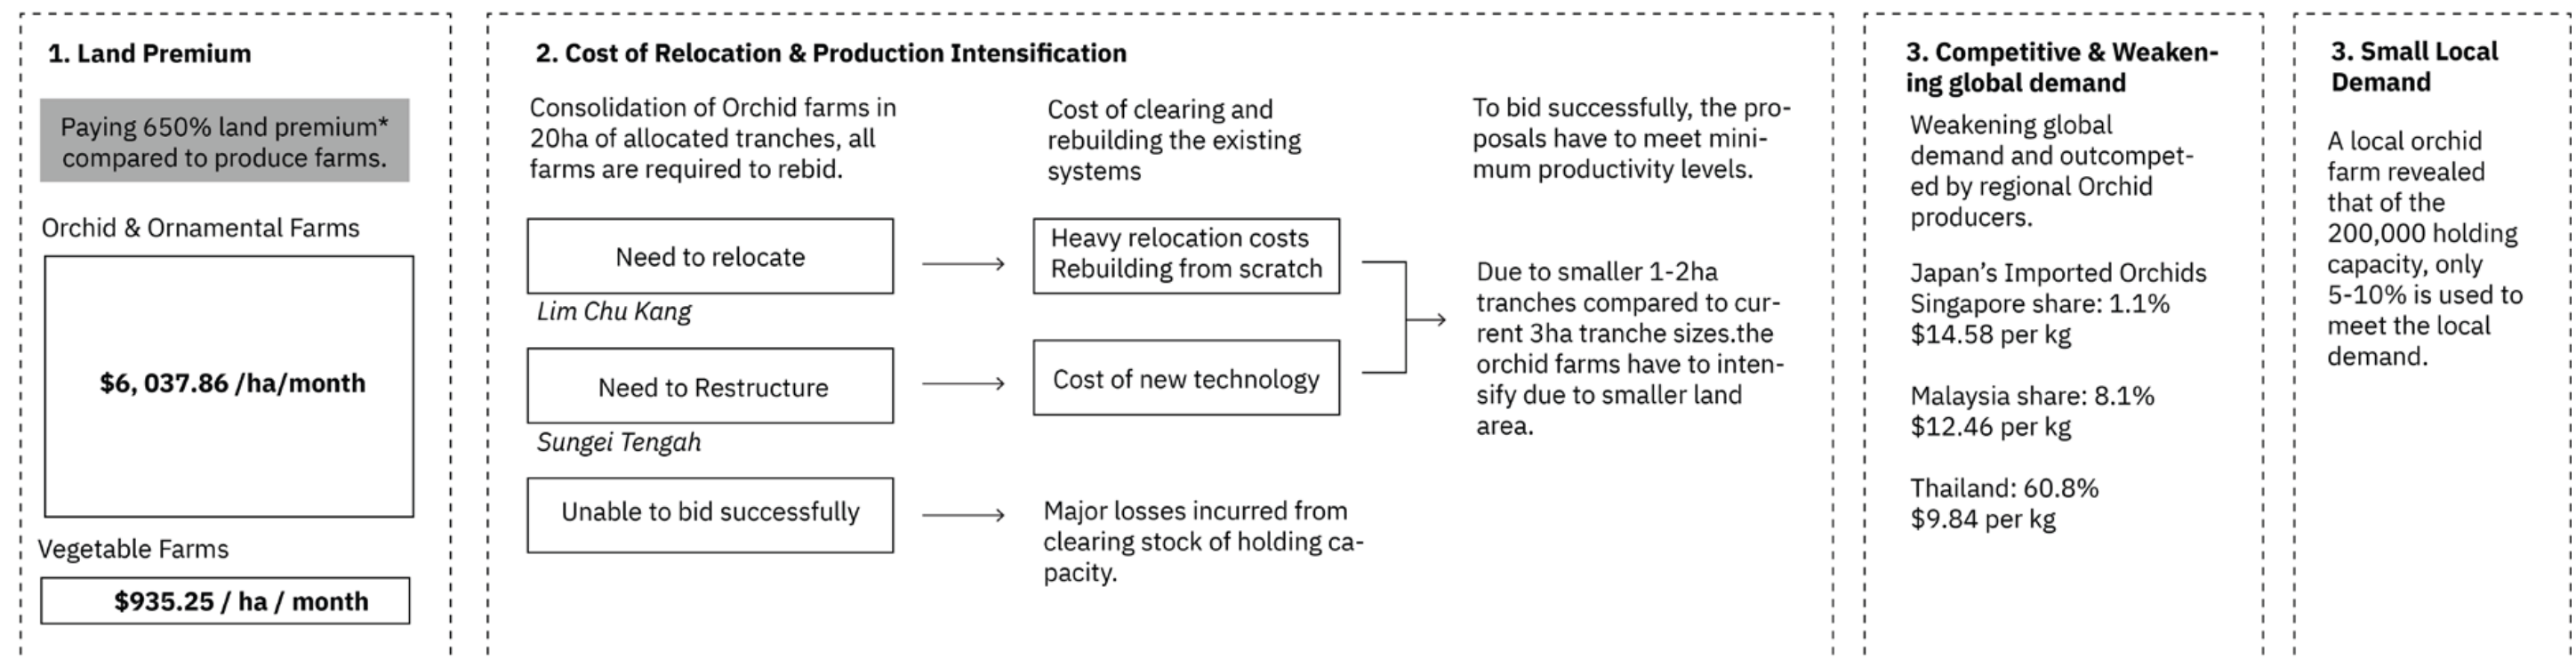 1. Land Premium
Paying 650% land premium*
compared to produce farms.
Orchid & Ornamental Farms
$6, 037.86 /ha/month
Vegetable Farms
$935.25 / ha / month
2. Cost of Relocation & Production Intensification
Consolidation of Orchid farms in
20ha of allocated tranches, all
farms are required to rebid.
Need to relocate
Lim Chu Kang
Need to Restructure
Sungei Tengah
Unable to bid successfully
Cost of clearing and
rebuilding the existing
systems
Heavy relocation costs
Rebuilding from scratch
Cost of new technology
Major losses incurred from
clearing stock of holding ca-
pacity.
To bid successfully, the pro-
posals have to meet mini-
mum productivity levels.
Due to smaller 1-2ha
tranches compared to cur-
rent 3ha tranche sizes.the
orchid farms have to inten-
sify due to smaller land
area.
3. Competitive & Weaken-
ing global demand
Weakening global
demand and outcompet-
ed by regional Orchid
producers.
Japan’s Imported Orchids
Singapore share: 1.1%
$14.58 per kg
Malaysia share: 8.1%
$12.46 per kg
Thailand: 60.8%
$9.84 per kg
3. Small Local
Demand
A local orchid
farm revealed
that of the
200,000 holding
capacity, only
5-10% is used to
meet the local
demand.